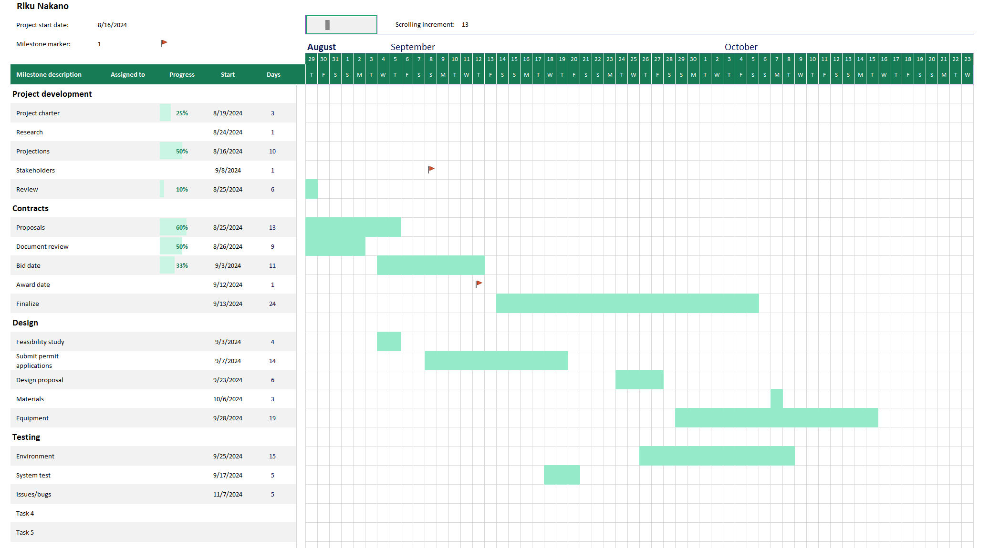 Riku Nakano
Project start date: 8/16/2024
Scrolling increment: 13
Milestone marker: 1
August September October
29 30 31 1 2 3 4 5 6 7 8 9 10 11 12 13 14 15 16 17 18 19 20 21 22 23 24 25 26 27 28 29 30 1 2 3 4 5 6 7 8 9 10 11 12 13 14 15 16 17 18 19 20 21 22 23
Milestone description Assigned to Progress Start Days
T F S S M T W T F S S M T W T F S S M T W T F S S M T W T F S S M T W T F S S M T W T F S S M T W T F S S M T W
Project development
Project charter 25% 8/19/2024 3
Research 8/24/2024 1
Projections 50% 8/16/2024 10
Stakeholders 9/8/2024 1
Review 10% 8/25/2024 6
Contracts
Proposals 60% 8/25/2024 13
Document review 50% 8/26/2024 9
Bid date 33% 9/3/2024 11
Award date 9/12/2024 1
Finalize 9/13/2024 24
Design
Feasibility study 9/3/2024 4
Submit permit
applications 9/7/2024 14
Design proposal 9/23/2024 6
Materials 10/6/2024 3
Equipment 9/28/2024 19
Testing
Environment 9/25/2024 15
System test 9/17/2024 5
Issues/bugs 11/7/2024 5
Task 4
Task 5